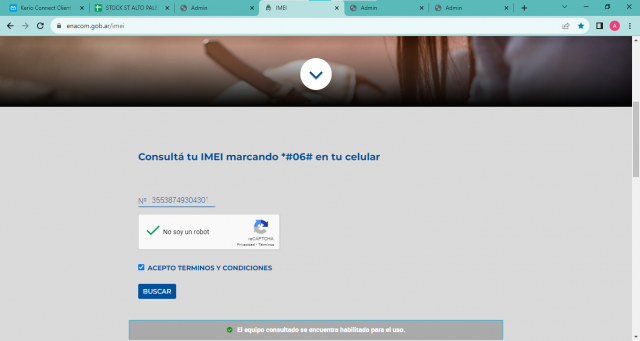 Kerio Connect Client
STOCK ST AUTO PALE
Admin
IMEI
Admin
Admin
enacom.gob.ar/imei
A
Consultá tu IMEI marcando *#06# en tu celular
Nº 35538749304301
No soy un robot
reCAPTCHA
Privacidad - Términos
ACEPTO TERMINOS Y CONDICIONES
BUSCAR
El equipo consultado se encuentra habilitado para el uso.